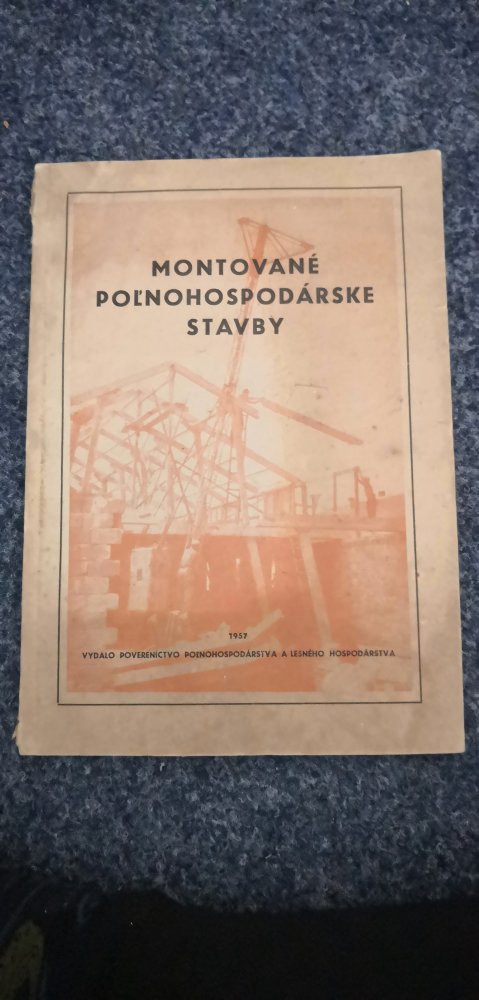 MONTOVANÉ
POĽNOHOSPODÁRSKE
STAVBY
1957
VYDALO POVERENÍCTVO POĽNOHOSPODÁRSTVA A LESNÉHO HOSPODÁRSTVA